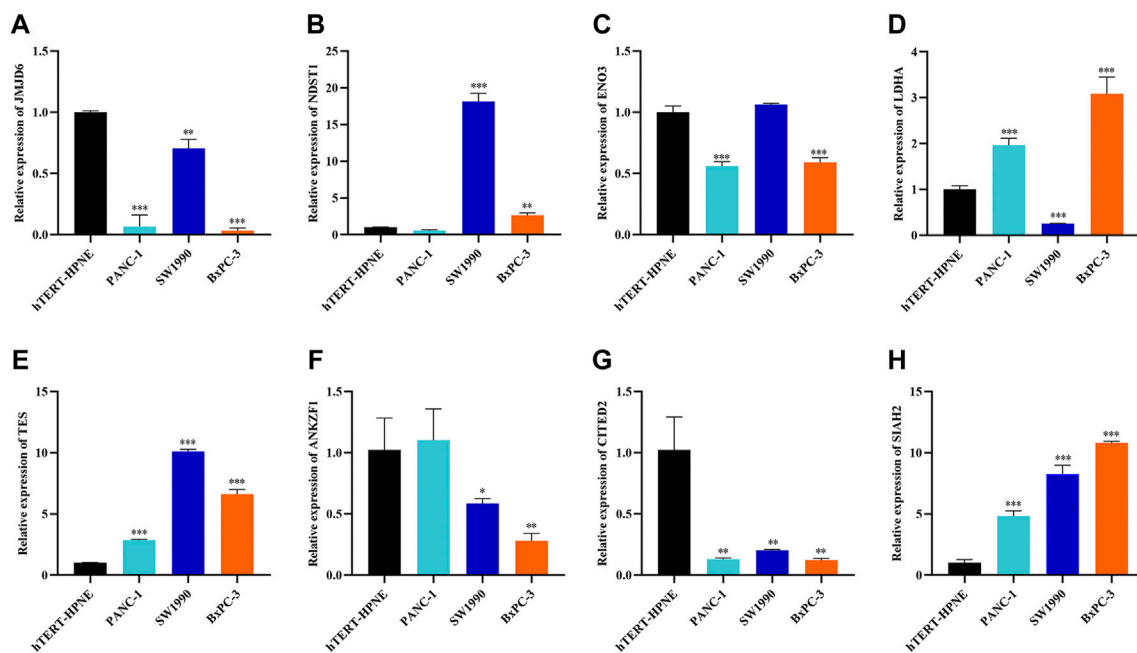 A
Relative expression of JMJD6
1.5
1.0
0.5
0.0
***
**
***
hTERT-HPNE
PANC-1
SW1990
BxPC-3
B
Relative expression of NDST1
25
20
15
10
5
0
***
**
hTERT-HPNE
PANC-1
SW1990
BxPC-3
C
Relative expression of ENO3
1.5
1.0
0.5
0.0
***
***
hTERT-HPNE
PANC-1
SW1990
BxPC-3
D
Relative expression of LDHA
4
3
2
1
0
***
***
***
hTERT-HPNE
PANC-1
SW1990
BxPC-3
E
Relative expression of TES
15
10
5
0
***
***
***
hTERT-HPNE
PANC-1
SW1990
BxPC-3
F
Relative expression of ANKZF1
1.5
1.0
0.5
0.0
*
**
hTERT-HPNE
PANC-1
SW1990
BxPC-3
G
Relative expression of CITED2
1.5
1.0
0.5
0.0
**
**
**
hTERT-HPNE
PANC-1
SW1990
BxPC-3
H
Relative expression of SIAH2
15
10
5
0
***
***
***
hTERT-HPNE
PANC-1
SW1990
BxPC-3